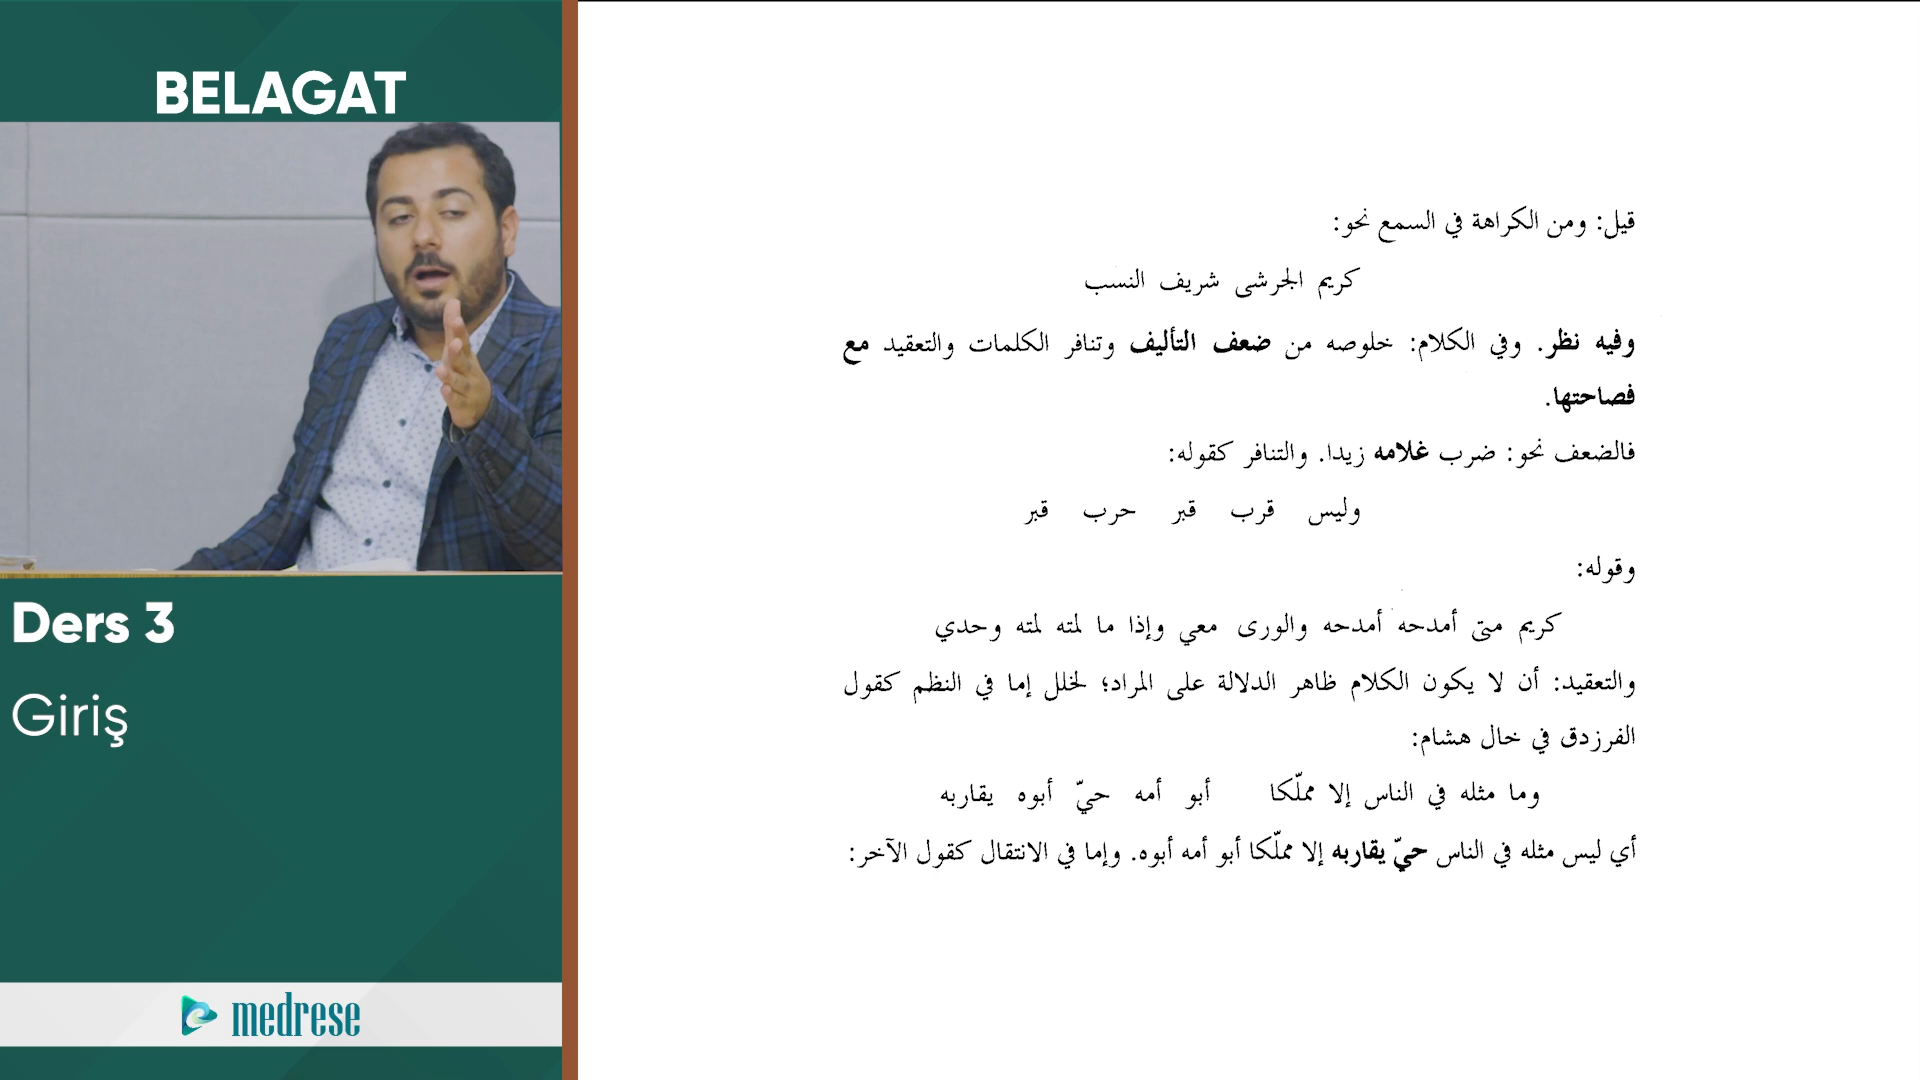 BELAGAT
Ders 3
Giriş
medrese
قيل: ومن الكراهة في السمع نحو:
كريم الجرشى شريف النسب
وفيه نظر. وفي الكلام: خلوصه من ضعف التأليف وتنافر الكلمات والتعقيد مع
فصاحتها.
فالضعف نحو: ضرب غلامه زيدا. والتنافر كقوله:
وليس قرب قبر حرب قبر
وقوله:
كريم متى أمدحه أمدحه والورى معي وإذا ما لمته لمته وحدي
والتعقيد: أن لا يكون الكلام ظاهر الدلالة على المراد؛ لخلل إما في النظم كقول
الفرزدق في خال هشام:
وما مثله في الناس إلا مملّكا أبو أمه حيّ أبوه يقاربه
أي ليس مثله في الناس حيّ يقاربه إلا مملّكا أبو أمه أبوه. وإما في الانتقال كقول الآخر: